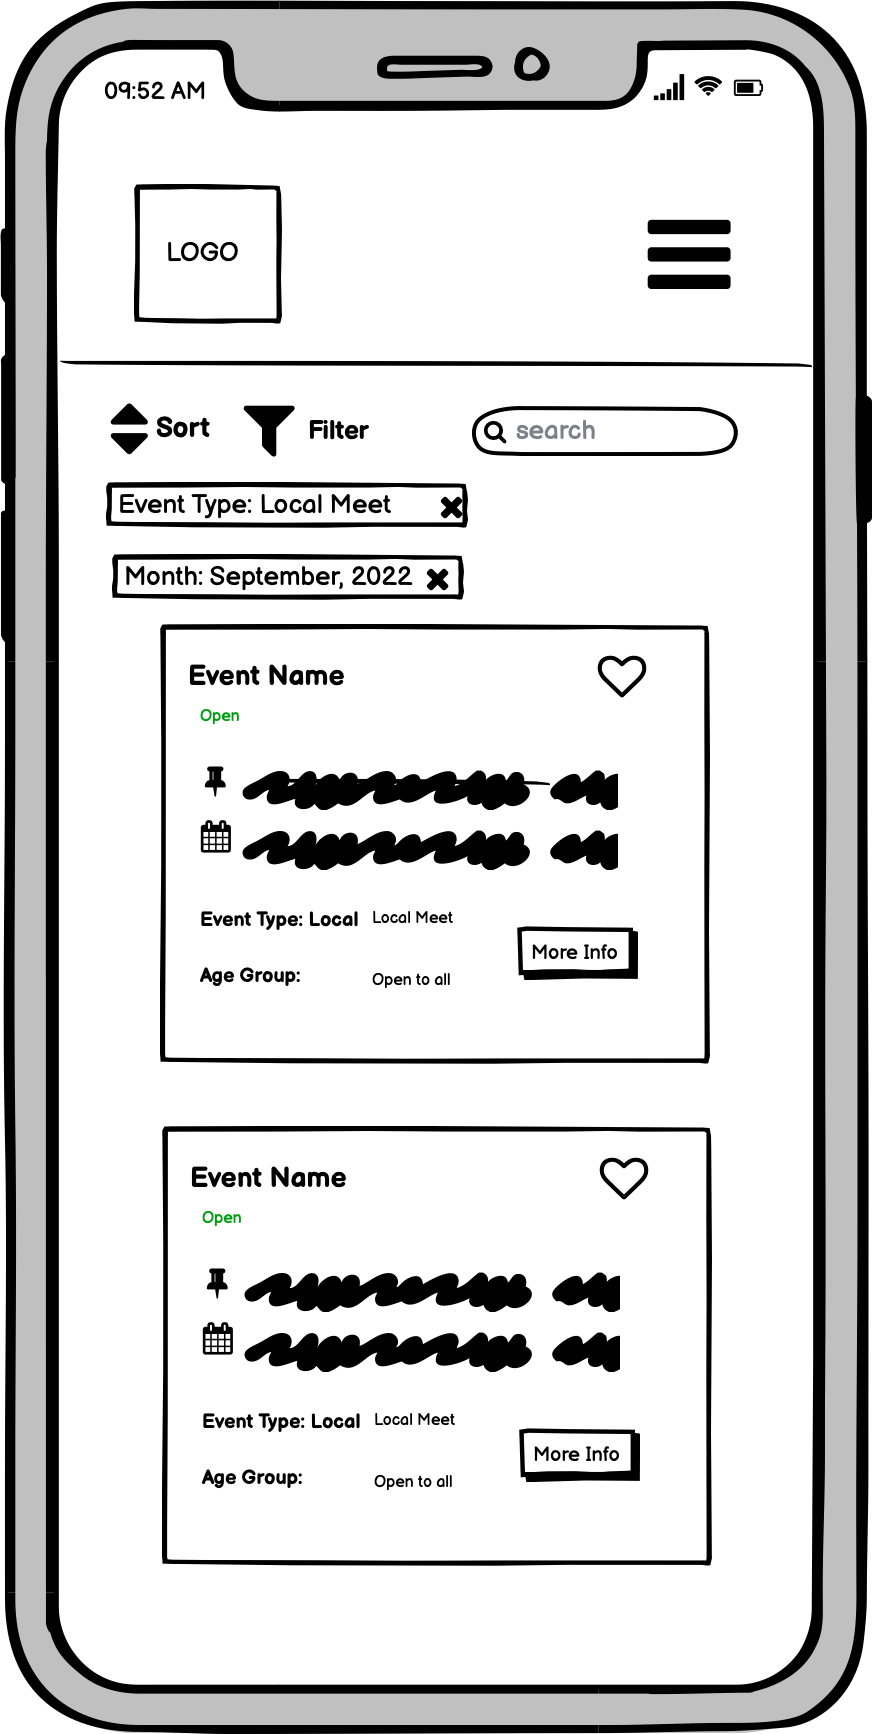 09:52 AM
LOGO
Sort Filter search
Event Type: Local Meet
Month: September, 2022
Event Name
Open
Event Type: Local Local Meet
More Info
Age Group: Open to all
Event Name
Open
Event Type: Local Local Meet
More Info
Age Group: Open to all